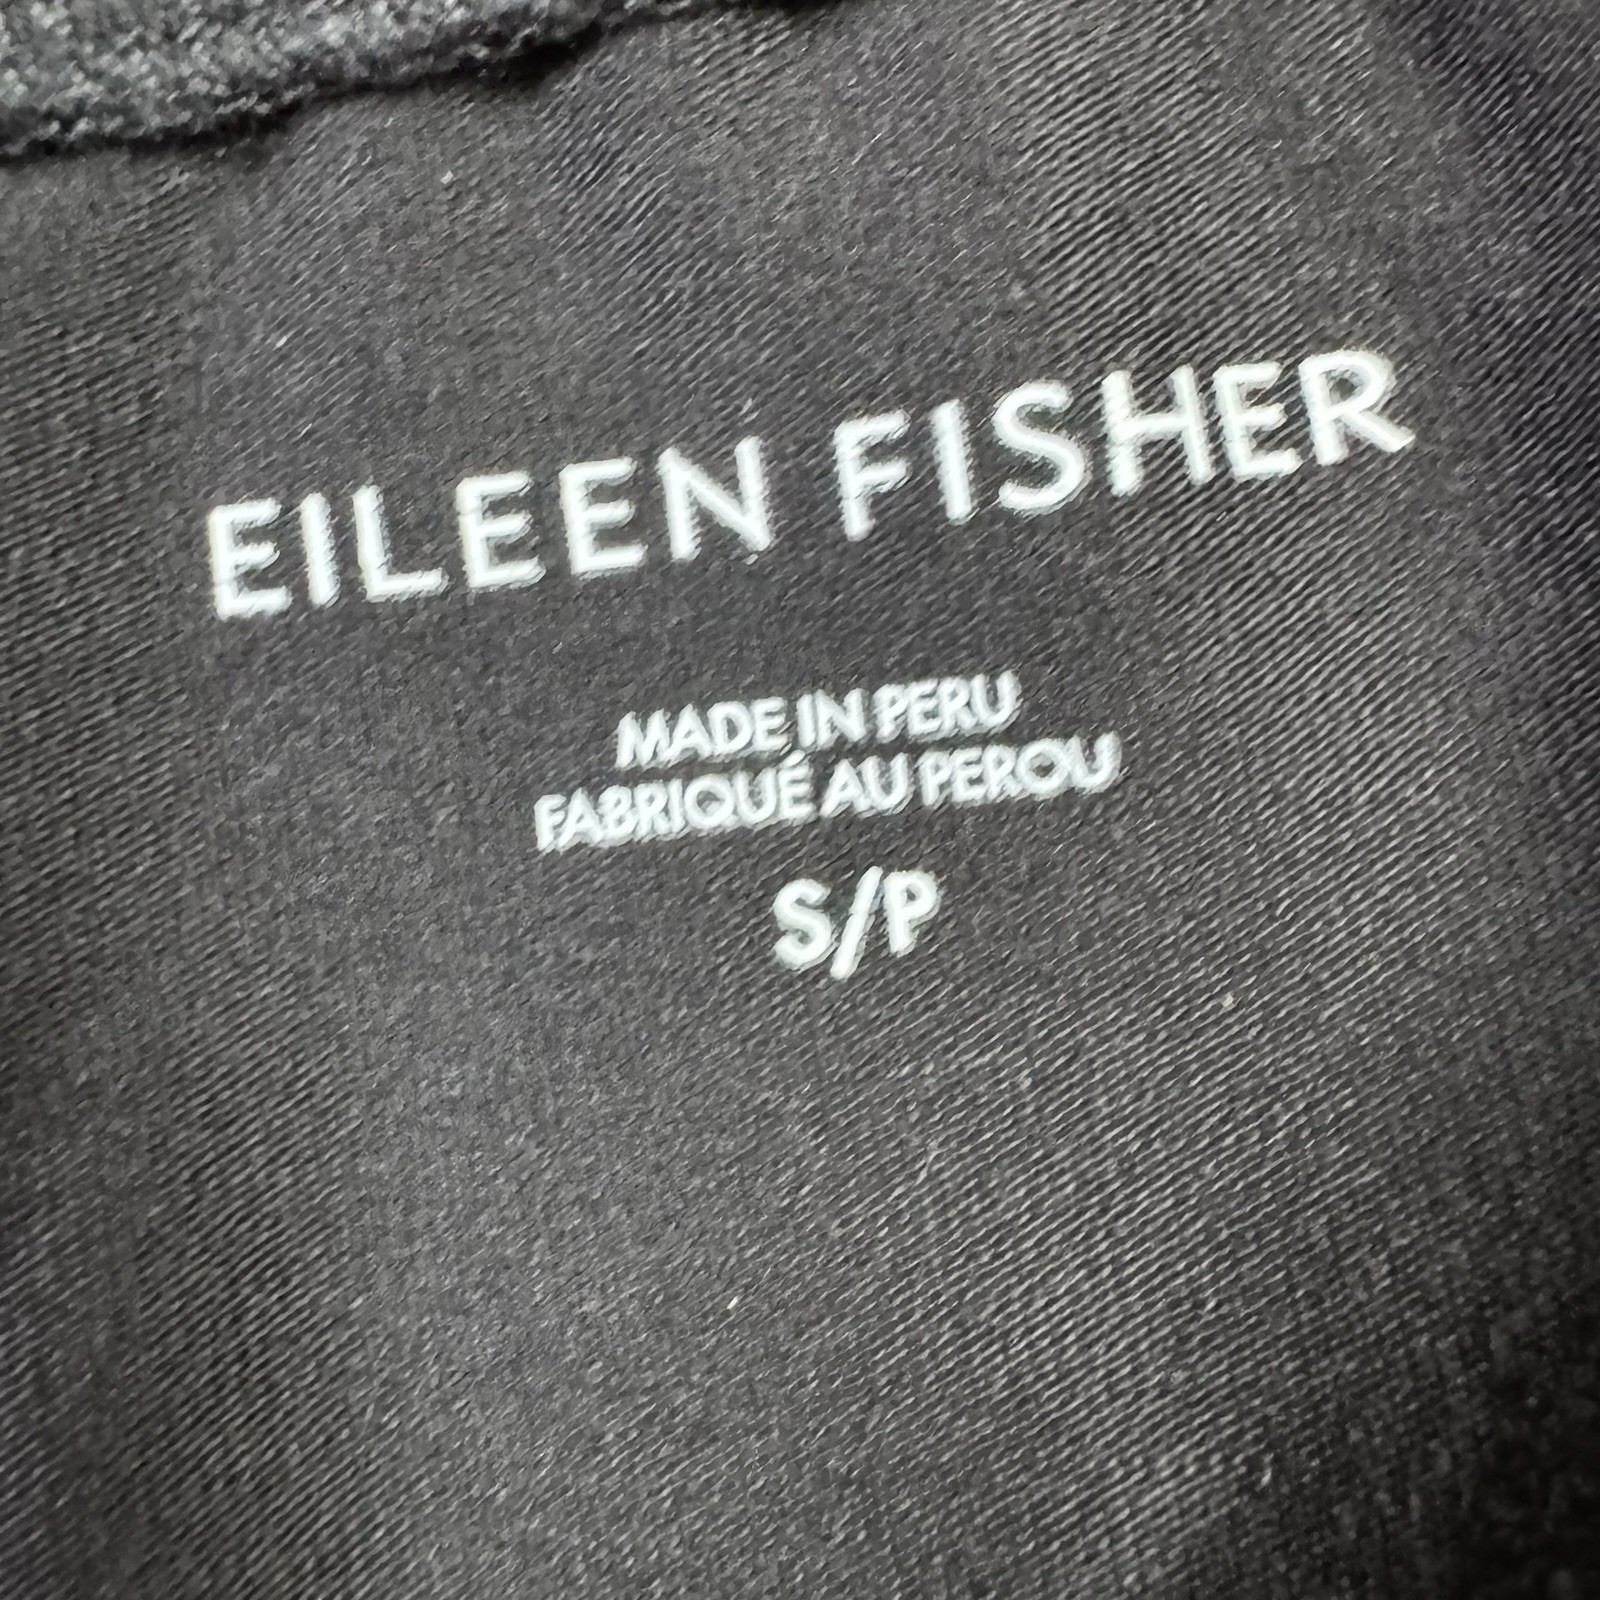 EILEEN FISHER
MADE IN PERU
FABRIQUÉ AU PEROU
S/P